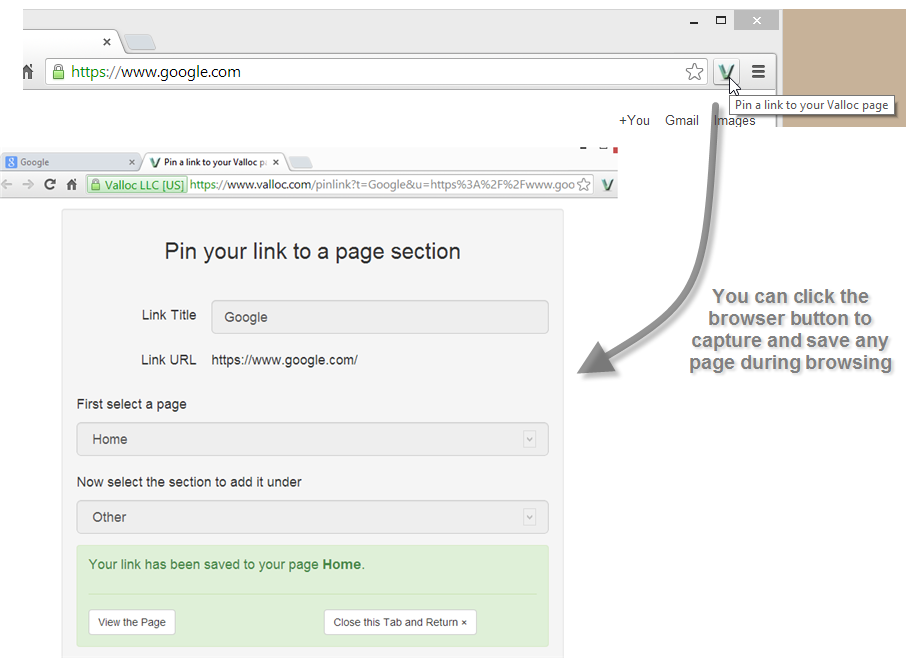 https://www.google.com
Pin a link to your Valloc page
+You Gmail Images
Google
Pin a link to your Valloc p
Valloc LLC [US] https://www.valloc.com/pinlink?t=Google&u=https%3A%2F%2Fwww.goo
Pin your link to a page section
Link Title Google
Link URL https://www.google.com/
First select a page
Home
Now select the section to add it under
Other
Your link has been saved to your page Home.
View the Page
Close this Tab and Return ×
You can click the
browser button to
capture and save any
page during browsing